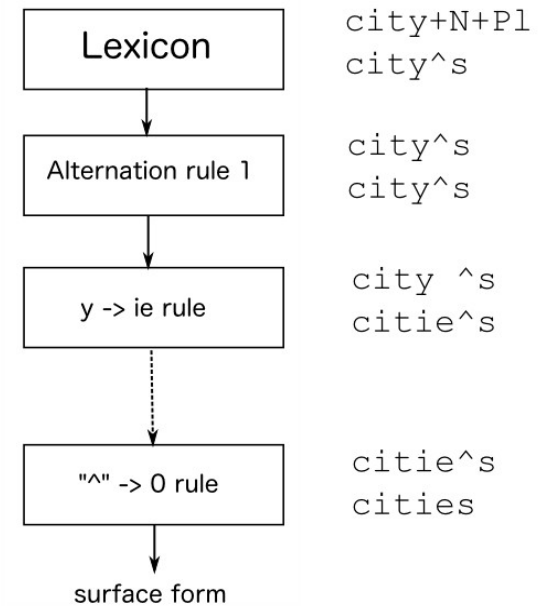 Lexicon
city+N+Pl
city^s
Alternation rule 1
city^s
city^s
y -> ie rule
city ^s
citie^s
"^" -> 0 rule
citie^s
cities
surface form